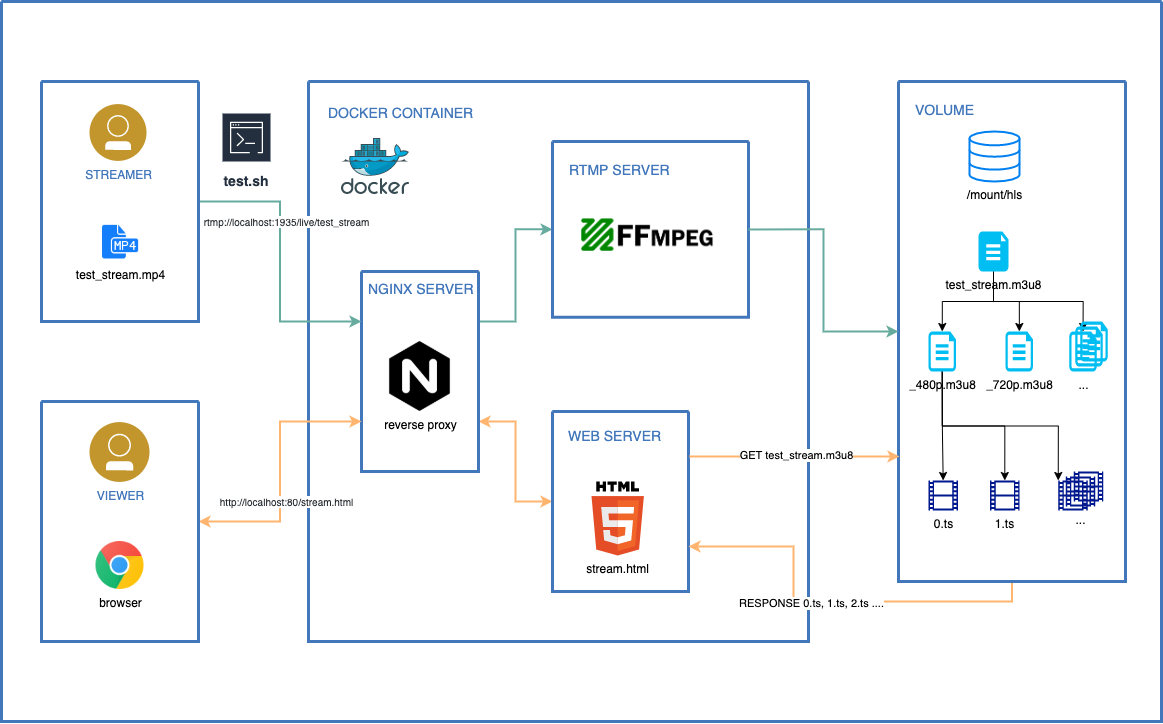 STREAMER
test_stream.mp4
test.sh
rtmp://localhost:1935/live/test_stream
MP4
VIEWER
browser
http://localhost:80/stream.html
DOCKER CONTAINER
docker
NGINX SERVER
N
reverse proxy
RTMP SERVER
FFMPEG
WEB SERVER
HTML
5
stream.html
GET test_stream.m3u8
RESPONSE 0.ts, 1.ts, 2.ts ....
VOLUME
/mount/hls
test_stream.m3u8
_480p.m3u8
_720p.m3u8
...
0.ts
1.ts
...